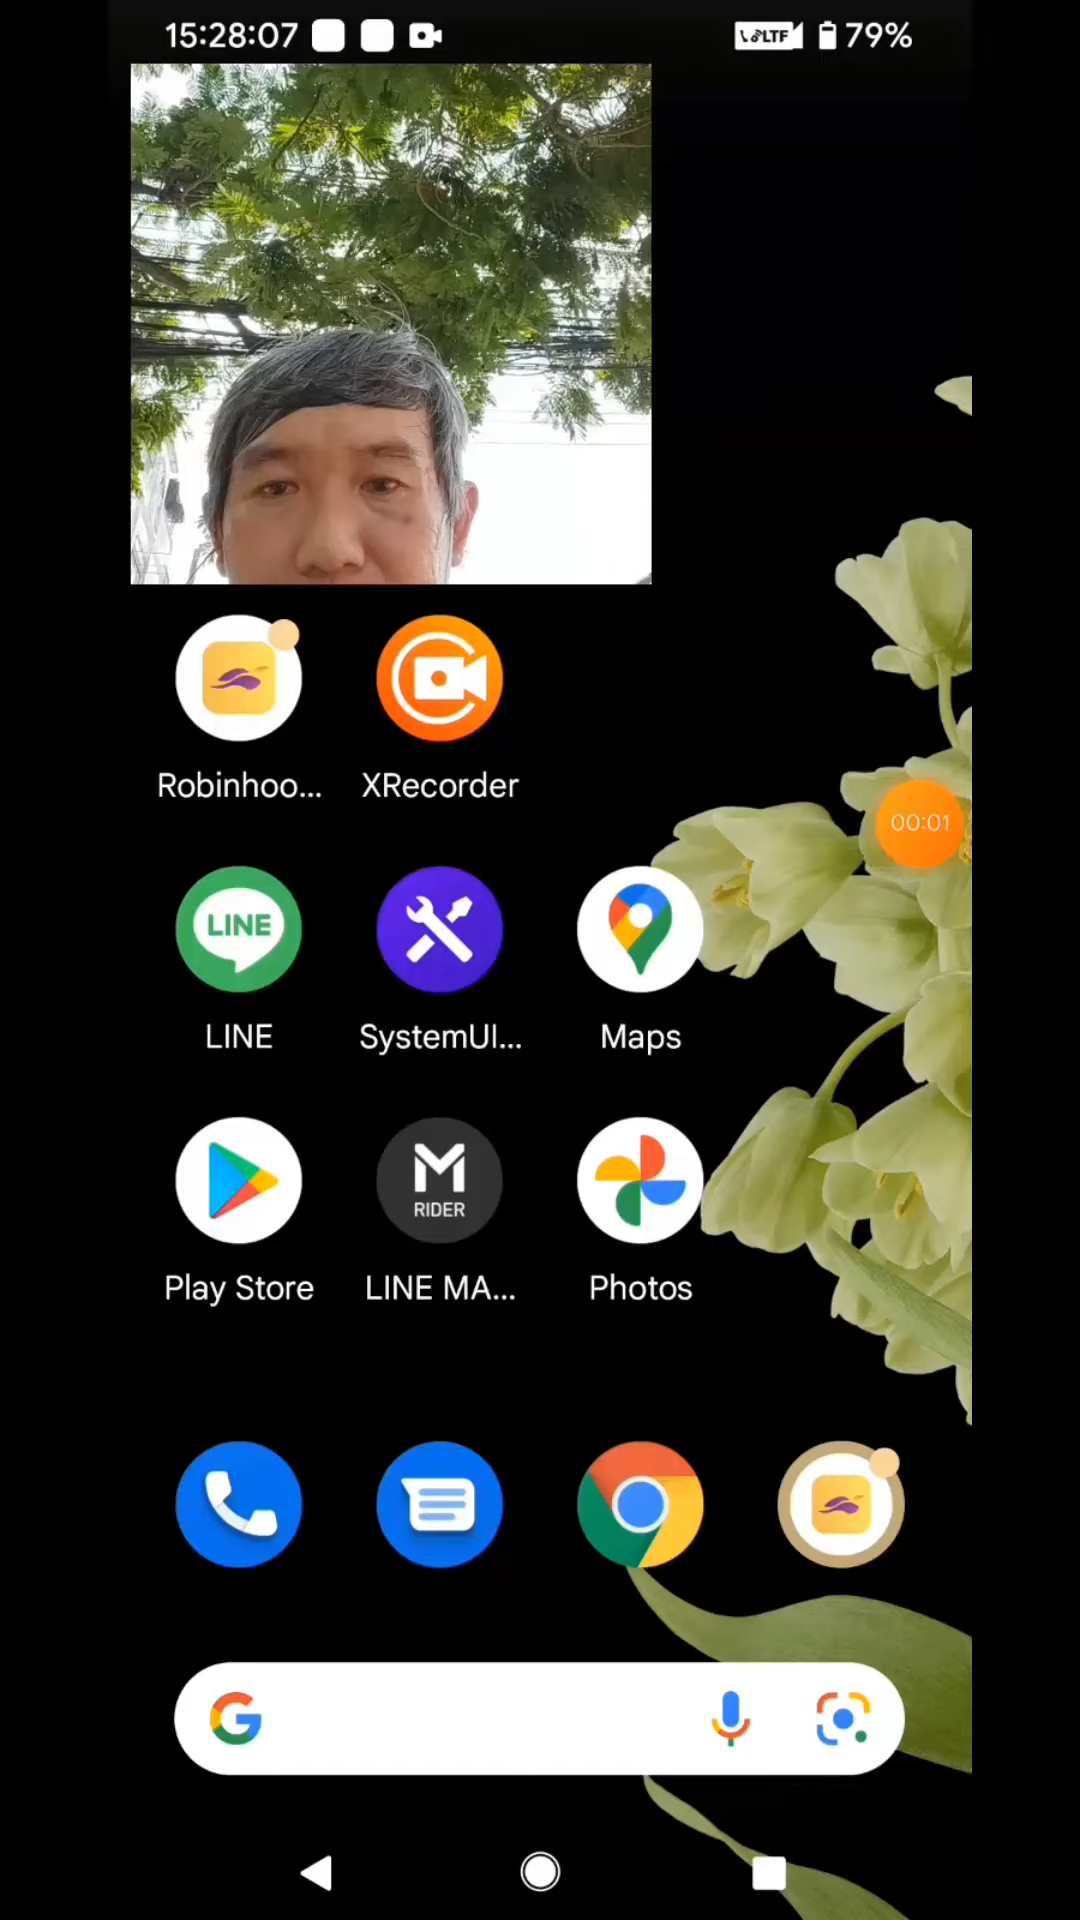 15:28:07 79%
Robinhoo... XRecorder
00:01
LINE
LINE SystemUI... Maps
M
RIDER
Play Store LINE MA... Photos